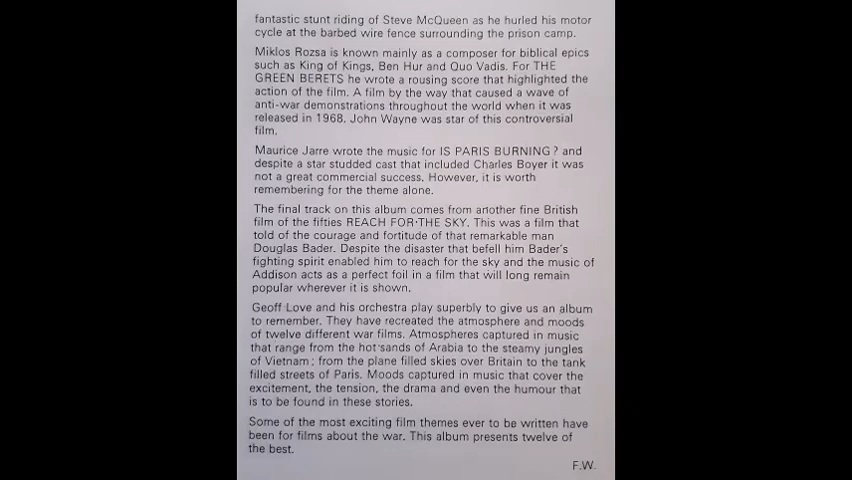 fantastic stunt riding of Steve McQueen as he hurled his motor
cycle at the barbed wire fence surrounding the prison camp.
Miklos Rozsa is known mainly as a composer for biblical epics
such as King of Kings, Ben Hur and Quo Vadis. For THE
GREEN BERETS he wrote a rousing score that highlighted the
action of the film. A film by the way that caused a wave of
anti-war demonstrations throughout the world when it was
released in 1968. John Wayne was star of this controversial
film.
Maurice Jarre wrote the music for IS PARIS BURNING? and
despite a star studded cast that included Charles Boyer it was
not a great commercial success. However, it is worth
remembering for the theme alone.
The final track on this album comes from another fine British
film of the fifties REACH FOR·THE SKY. This was a film that
told of the courage and fortitude of that remarkable man
Douglas Bader. Despite the disaster that befell him Bader's
fighting spirit enabled him to reach for the sky and the music of
Addison acts as a perfect foil in a film that will long remain
popular wherever it is shown.
Geoff Love and his orchestra play superbly to give us an album
to remember. They have recreated the atmosphere and moods
of twelve different war films. Atmospheres captured in music
that range from the hot sands of Arabia to the steamy jungles
of Vietnam; from the plane filled skies over Britain to the tank
filled streets of Paris. Moods captured in music that cover the
excitement, the tension, the drama and even the humour that
is to be found in these stories.
Some of the most exciting film themes ever to be written have
been for films about the war. This album presents twelve of
the best.
F.W.